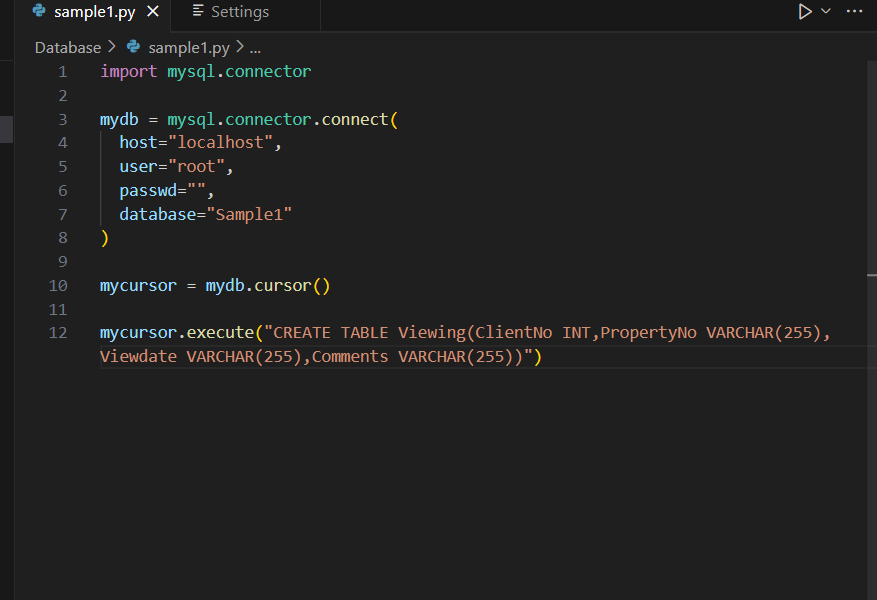 sample1.py
Settings
Database > sample1.py > ...
1 import mysql.connector
2
3 mydb = mysql.connector.connect(
4   host="localhost",
5   user="root",
6   passwd="",
7   database="Sample1"
8 )
9
10 mycursor = mydb.cursor()
11
12 mycursor.execute("CREATE TABLE Viewing(ClientNo INT,PropertyNo VARCHAR(255),
Viewdate VARCHAR(255),Comments VARCHAR(255))")